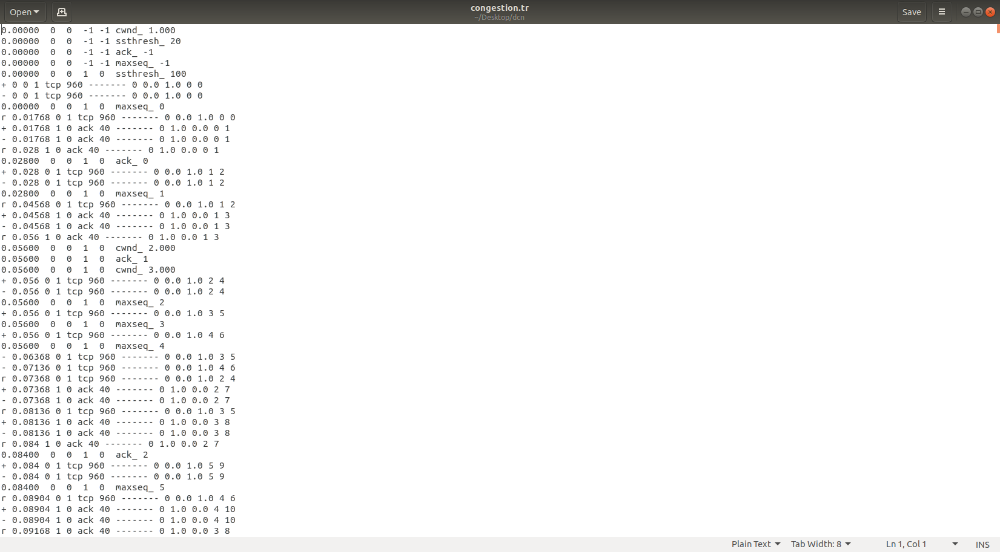 Open
congestion.tr
~/Desktop/dcn
Save
0.00000  0  0  -1 -1 cwnd_ 1.000
0.00000  0  0  -1 -1 ssthresh_ 20
0.00000  0  0  -1 -1 ack_ -1
0.00000  0  0  -1 -1 maxseq_ -1
0.00000  0  0  1  0  ssthresh_ 100
+ 0 0 1 tcp 960 ------- 0 0.0 1.0 0 0
- 0 0 1 tcp 960 ------- 0 0.0 1.0 0 0
0.00000  0  0  1  0  maxseq_ 0
r 0.01768 0 1 tcp 960 ------- 0 0.0 1.0 0 0
+ 0.01768 1 0 ack 40 ------- 0 1.0 0.0 0 1
- 0.01768 1 0 ack 40 ------- 0 1.0 0.0 0 1
r 0.028 1 0 ack 40 ------- 0 1.0 0.0 0 1
0.02800  0  0  1  0  ack_ 0
+ 0.028 0 1 tcp 960 ------- 0 0.0 1.0 1 2
- 0.028 0 1 tcp 960 ------- 0 0.0 1.0 1 2
0.02800  0  0  1  0  maxseq_ 1
r 0.04568 0 1 tcp 960 ------- 0 0.0 1.0 1 2
+ 0.04568 1 0 ack 40 ------- 0 1.0 0.0 1 3
- 0.04568 1 0 ack 40 ------- 0 1.0 0.0 1 3
r 0.056 1 0 ack 40 ------- 0 1.0 0.0 1 3
0.05600  0  0  1  0  cwnd_ 2.000
0.05600  0  0  1  0  ack_ 1
0.05600  0  0  1  0  cwnd_ 3.000
+ 0.056 0 1 tcp 960 ------- 0 0.0 1.0 2 4
- 0.056 0 1 tcp 960 ------- 0 0.0 1.0 2 4
0.05600  0  0  1  0  maxseq_ 2
+ 0.056 0 1 tcp 960 ------- 0 0.0 1.0 3 5
0.05600  0  0  1  0  maxseq_ 3
+ 0.056 0 1 tcp 960 ------- 0 0.0 1.0 4 6
0.05600  0  0  1  0  maxseq_ 4
- 0.06368 0 1 tcp 960 ------- 0 0.0 1.0 3 5
- 0.07136 0 1 tcp 960 ------- 0 0.0 1.0 4 6
r 0.07368 0 1 tcp 960 ------- 0 0.0 1.0 2 4
+ 0.07368 1 0 ack 40 ------- 0 1.0 0.0 2 7
- 0.07368 1 0 ack 40 ------- 0 1.0 0.0 2 7
r 0.08136 0 1 tcp 960 ------- 0 0.0 1.0 3 5
+ 0.08136 1 0 ack 40 ------- 0 1.0 0.0 3 8
- 0.08136 1 0 ack 40 ------- 0 1.0 0.0 3 8
r 0.084 1 0 ack 40 ------- 0 1.0 0.0 2 7
0.08400  0  0  1  0  ack_ 2
+ 0.084 0 1 tcp 960 ------- 0 0.0 1.0 5 9
- 0.084 0 1 tcp 960 ------- 0 0.0 1.0 5 9
0.08400  0  0  1  0  maxseq_ 5
r 0.08904 0 1 tcp 960 ------- 0 0.0 1.0 4 6
+ 0.08904 1 0 ack 40 ------- 0 1.0 0.0 4 10
- 0.08904 1 0 ack 40 ------- 0 1.0 0.0 4 10
r 0.09168 1 0 ack 40 ------- 0 1.0 0.0 3 8
Plain Text Tab Width: 8 Ln 1, Col 1 INS